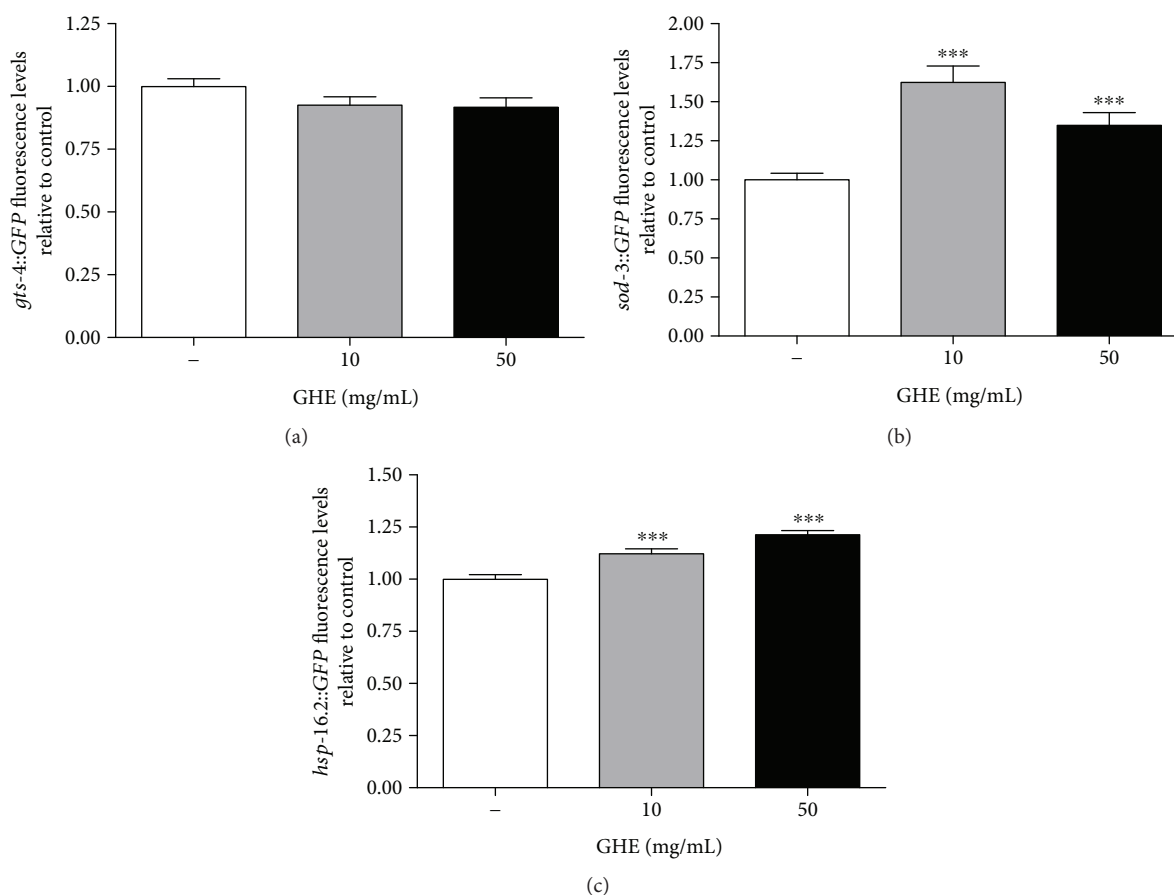 gts-4::GFP fluorescence levels
relative to control
1.25
1.00
0.75
0.50
0.25
0.00
– 10 50
GHE (mg/mL)
(a)
sod-3::GFP fluorescence levels
relative to control
2.00
1.75
1.50
1.25
1.00
0.75
0.50
0.25
0.00
***
***
– 10 50
GHE (mg/mL)
(b)
hsp-16.2::GFP fluorescence levels
relative to control
1.50
1.25
1.00
0.75
0.50
0.25
0.00
***
***
– 10 50
GHE (mg/mL)
(c)